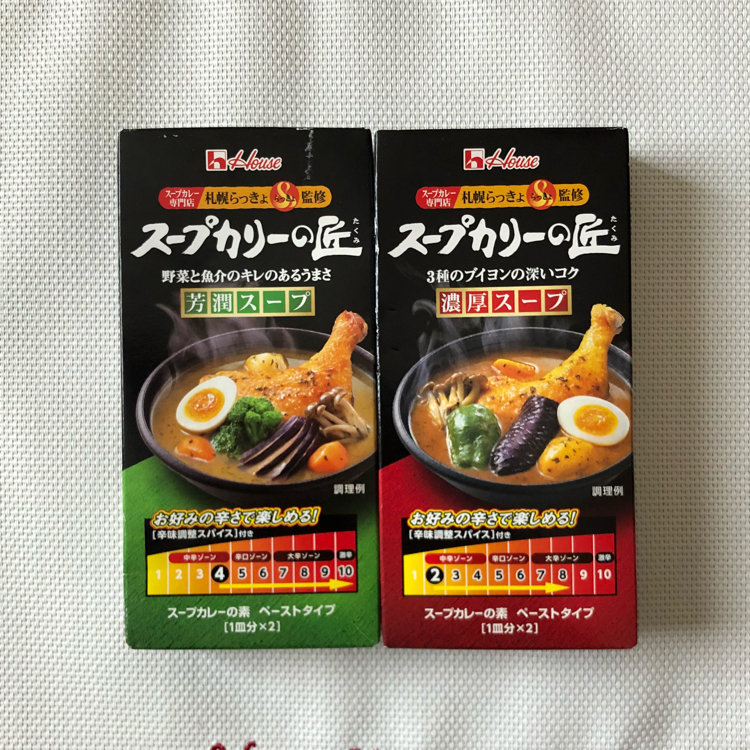 House
スープカレー専門店
札幌らっきょ
監修
スープカリーの匠
たくみ
野菜と魚介のキレのあるうまさ
芳潤スープ
調理例
お好みの辛さで楽しめる!
[辛味調整スパイス]付き
中辛ゾーン 辛口ゾーン 大辛ゾーン 激辛
1 2 3 4 5 6 7 8 9 10
スープカレーの素 ペーストタイプ
[1皿分×2]
House
スープカレー専門店
札幌らっきょ
監修
スープカリーの匠
たくみ
3種のブイヨンの深いコク
濃厚スープ
調理例
お好みの辛さで楽しめる!
[辛味調整スパイス]付き
中辛ゾーン 辛口ゾーン 大辛ゾーン 激辛
1 2 3 4 5 6 7 8 9 10
スープカレーの素 ペーストタイプ
[1皿分×2]